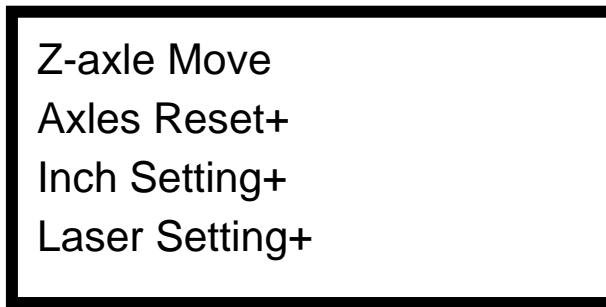 Z-axle Move
Axles Reset+
Inch Setting+
Laser Setting+